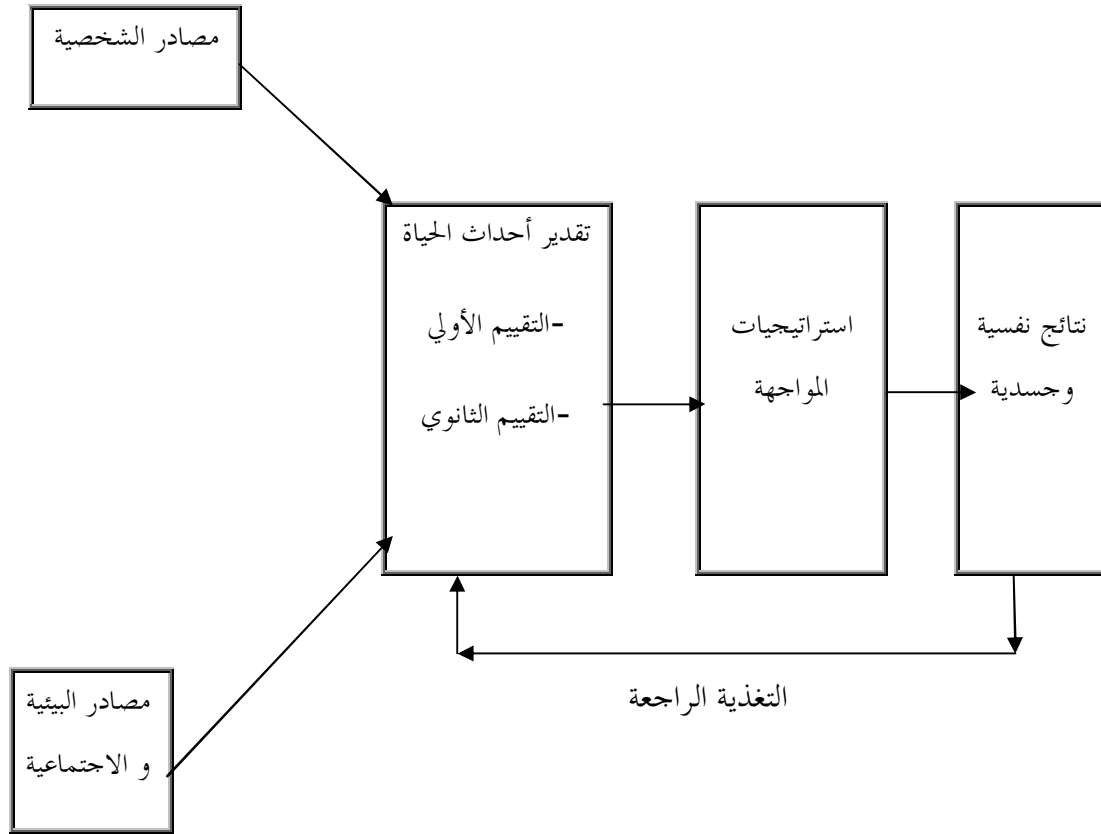 مصادر الشخصية
تقدير أحداث الحياة
-التقييم الأولي
-التقييم الثانوي
استراتيجيات
المواجهة
نتائج نفسية
وجسدية
التغذية الراجعة
مصادر البيئية
و الاجتماعية